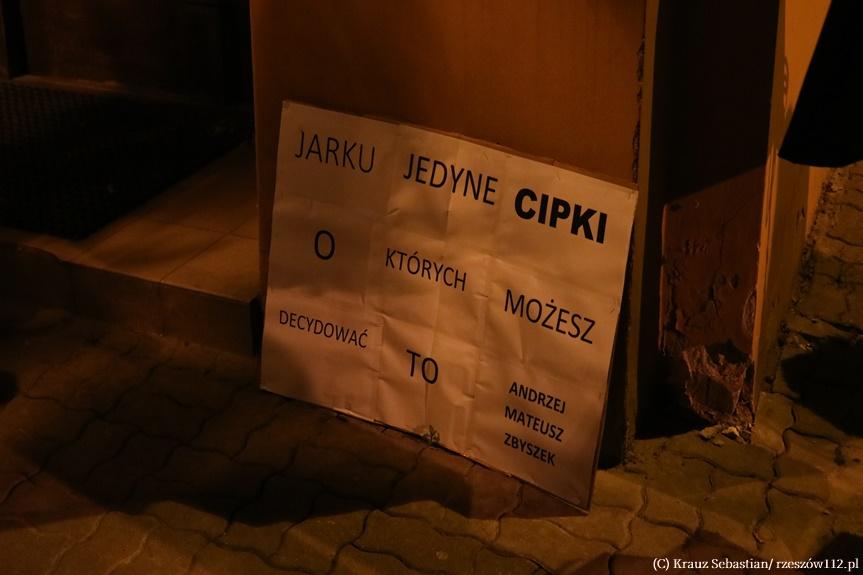 JARKU JEDYNE CIPKI
O KTÓRYCH MOŻESZ
DECYDOWAĆ TO ANDRZEJ
MATEUSZ
ZBYSZEK
(C) Krauz Sebastian/ rzeszów112.pl